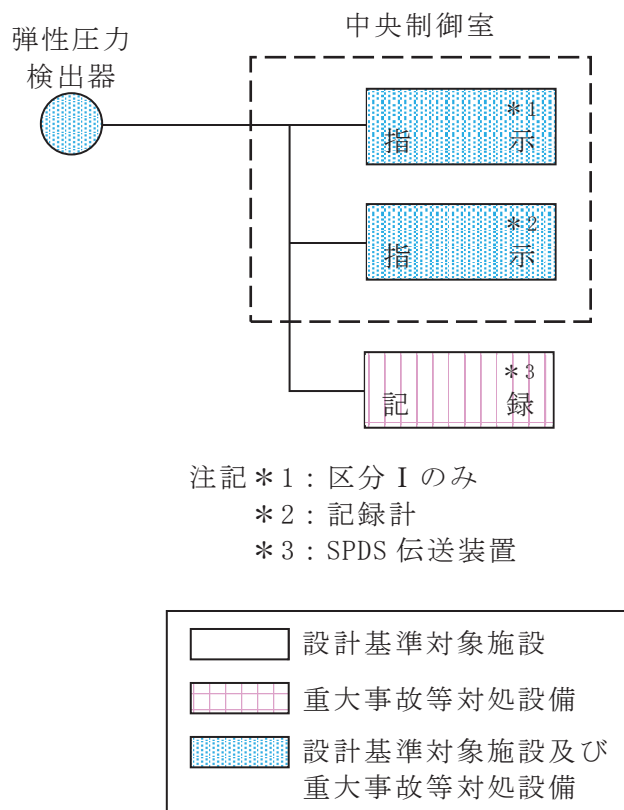 弾性圧力
検出器
中央制御室
＊1
指　示
＊2
指　示
＊3
記　録
注記＊1：区分Ⅰのみ
＊2：記録計
＊3：SPDS 伝送装置
設計基準対象施設
重大事故等対処設備
設計基準対象施設及び
重大事故等対処設備